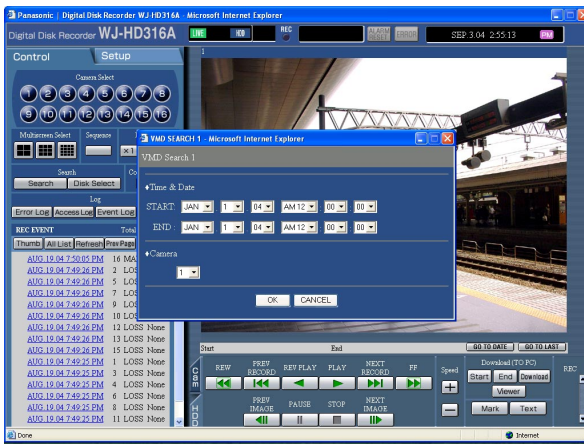 Panasonic | Digital Disk Recorder WJ-HD316A - Microsoft Internet Explorer
Digital Disk Recorder WJ-HD316A
LIVE HDD REC ALARM RESET ERROR SEP.3.04 2:55:13 PM
Control Setup
1
Camera Select
1 2 3 4 5 6 7 8
9 10 11 12 13 14 15 16
Multiscreen Select Sequence
×1
Search
Search Disk Select
Log
Error Log Access Log Event Log
REC EVENT Total
Thumb All List Refresh Prev Page
AUG.19.04 7:50:05 PM 16 MA
AUG.19.04 7:49:26 PM 2 LOS
AUG.19.04 7:49:26 PM 5 LOS
AUG.19.04 7:49:26 PM 7 LOS
AUG.19.04 7:49:26 PM 9 LOS
AUG.19.04 7:49:26 PM 10 LOS
AUG.19.04 7:49:26 PM 12 LOSS None
AUG.19.04 7:49:26 PM 13 LOSS None
AUG.19.04 7:49:26 PM 15 LOSS None
AUG.19.04 7:49:25 PM 1 LOSS None
AUG.19.04 7:49:25 PM 3 LOSS None
AUG.19.04 7:49:25 PM 4 LOSS None
AUG.19.04 7:49:25 PM 6 LOSS None
AUG.19.04 7:49:25 PM 8 LOSS None
AUG.19.04 7:49:25 PM 11 LOSS None
VMD SEARCH 1 - Microsoft Internet Explorer
VMD Search 1
♦Time & Date
START: JAN 1 . 04 AM 12 : 00 : 00
END : JAN 1 . 04 AM 12 : 00 : 00
♦Camera
1
OK CANCEL
Start End GO TO DATE GO TO LAST
REW PREV RECORD REV PLAY PLAY NEXT RECORD FF Speed
PREV IMAGE PAUSE STOP NEXT IMAGE
Cam
HDD
Download (TO PC) REC
Start End Download
Viewer
Mark Text
Done Internet